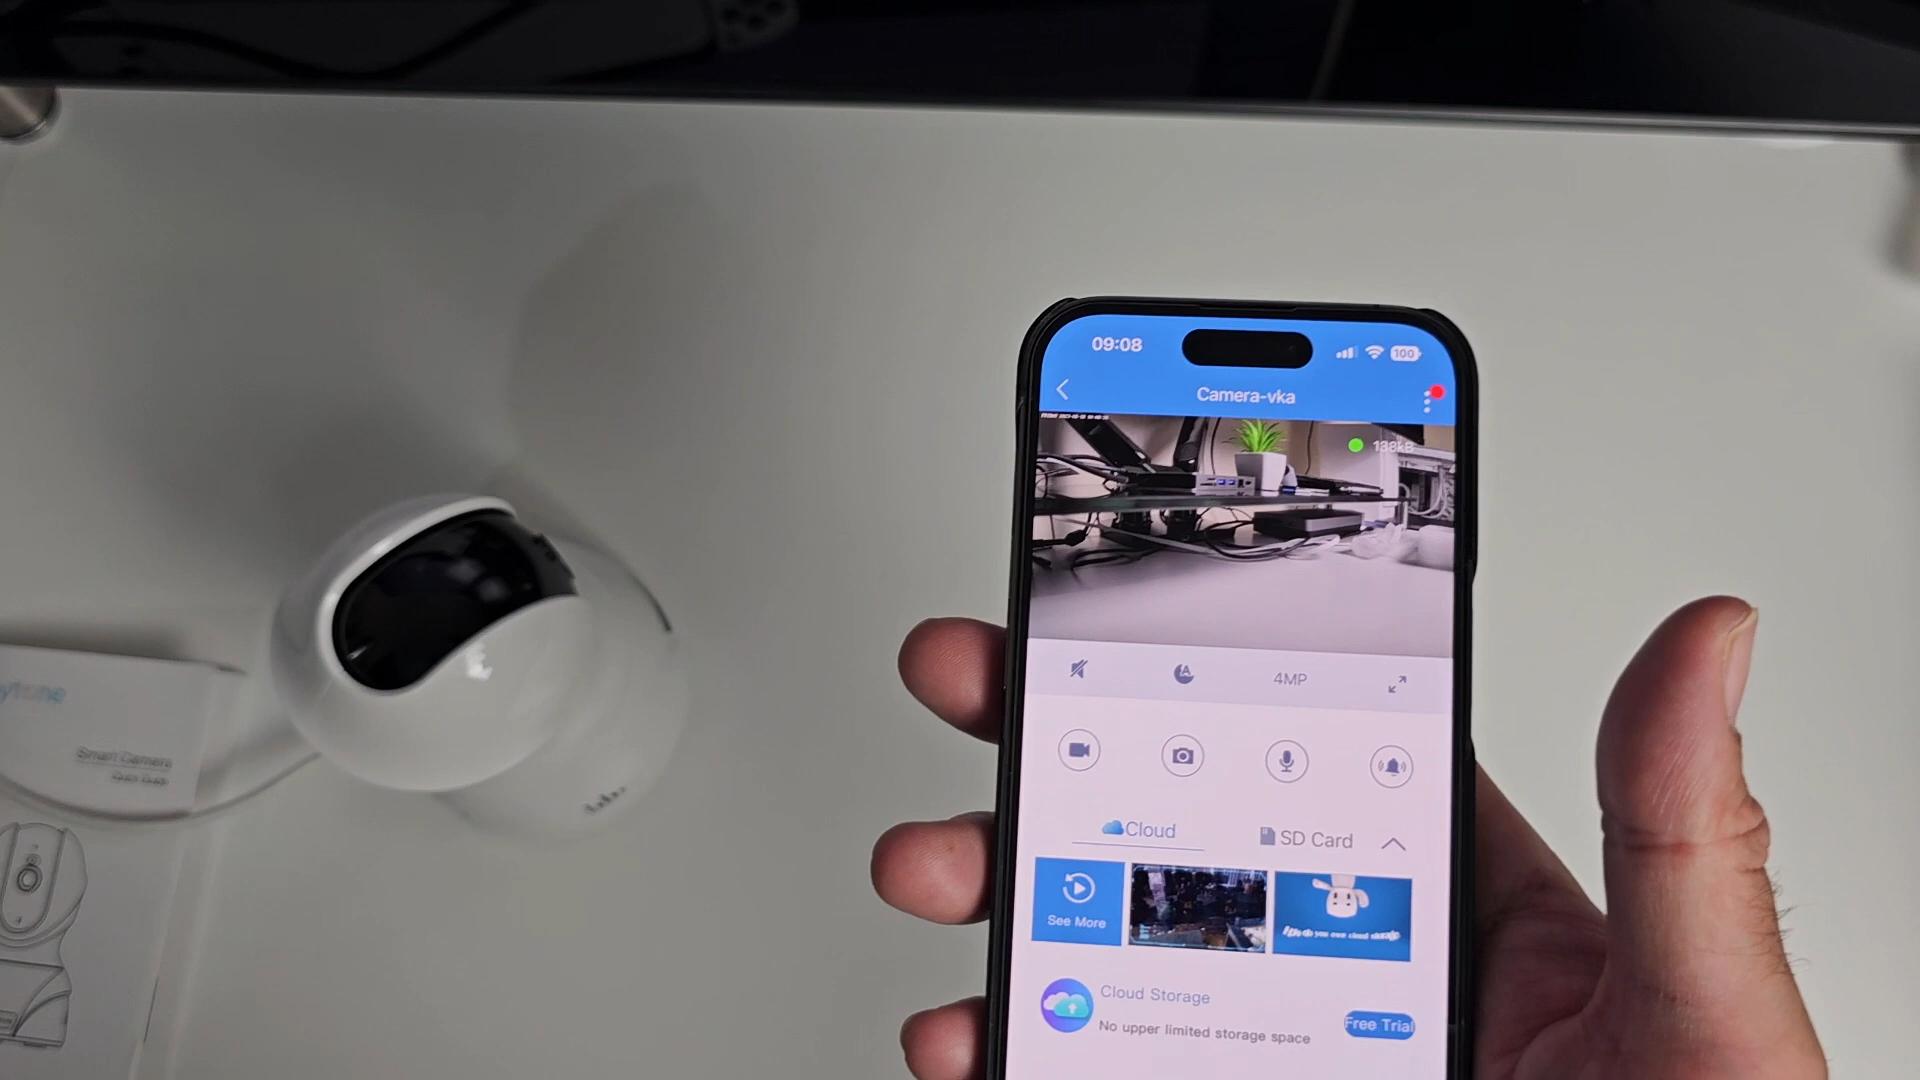 09:08
100
Camera-vka
4MP
Cloud
SD Card
See More
Cloud Storage
No upper limited storage space
Free Trial
Smart Camera